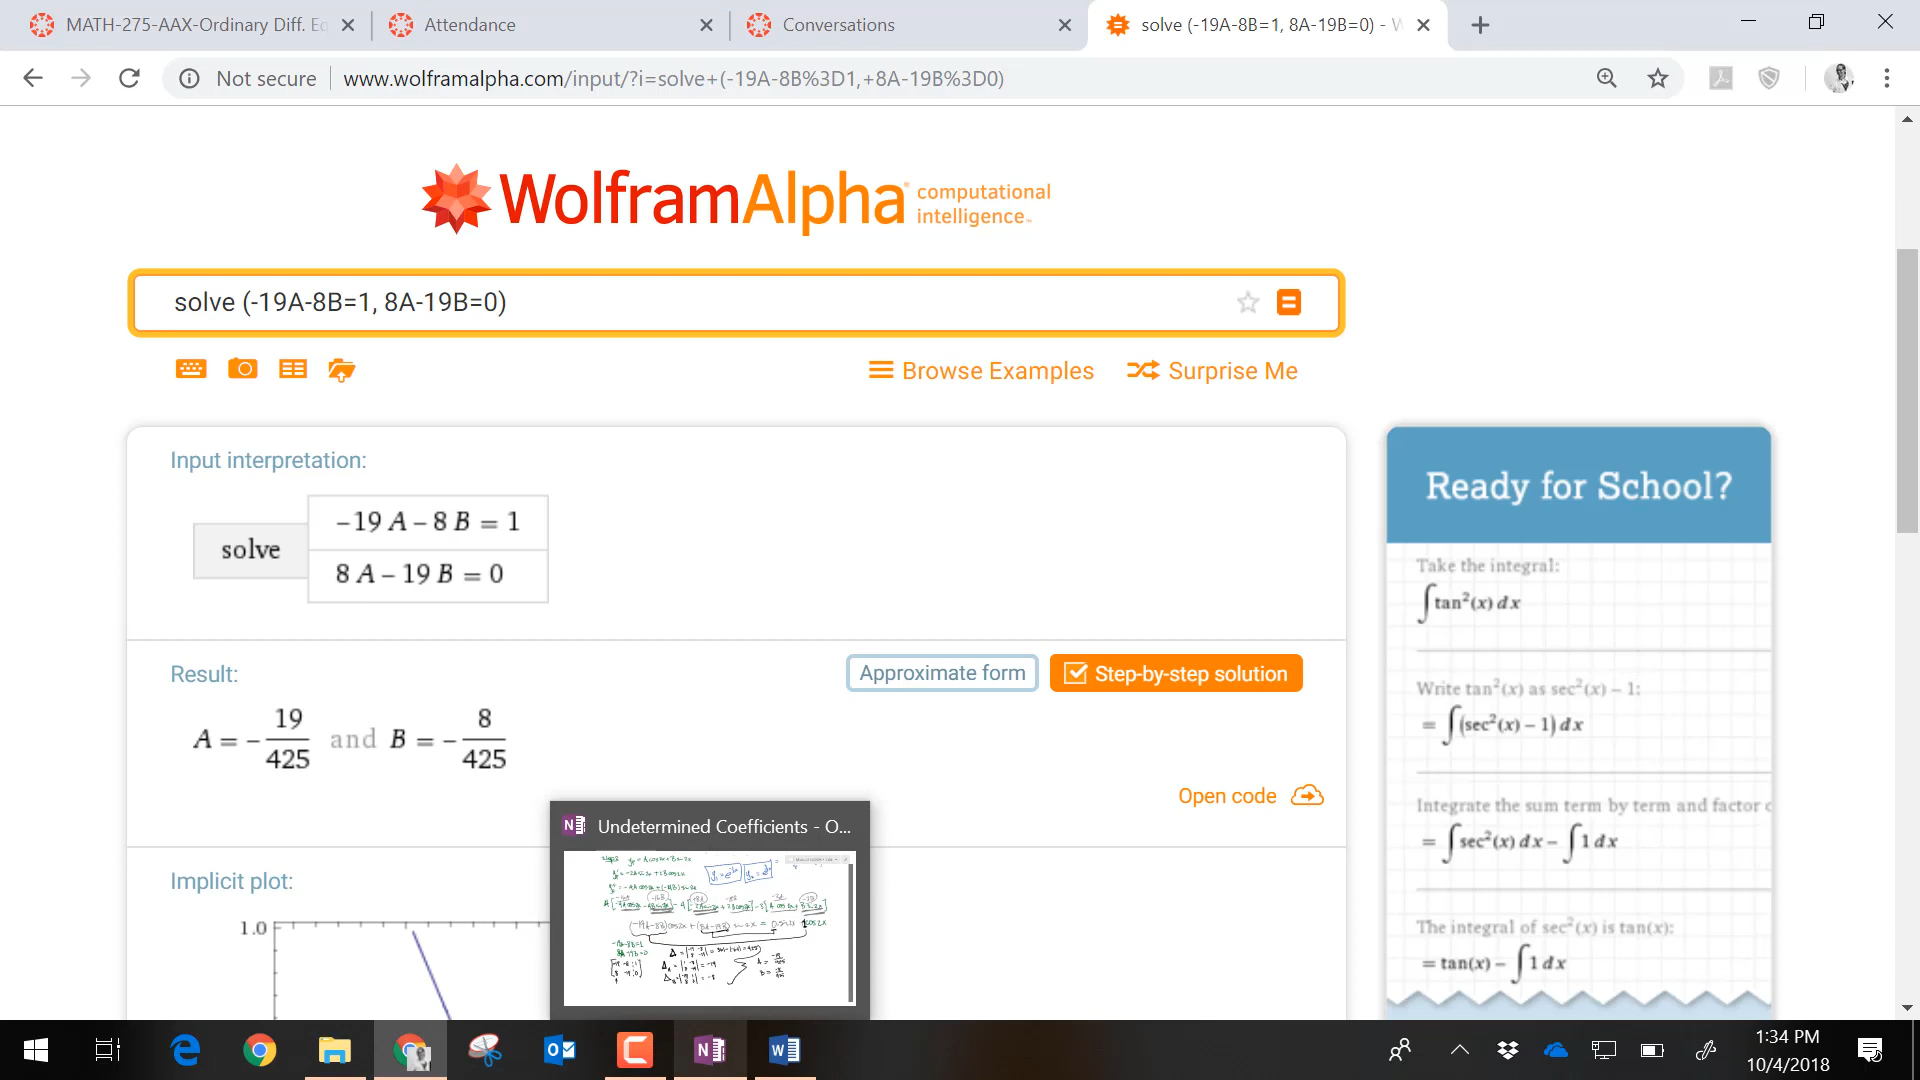 MATH-275-AAX-Ordinary Diff. Eq
Attendance
Conversations
solve (-19A-8B=1, 8A-19B=0) - W
Not secure
www.wolframalpha.com/input/?i=solve+(-19A-8B%3D1,+8A-19B%3D0)
WolframAlpha computational intelligence™
solve (-19A-8B=1, 8A-19B=0)
Browse Examples
Surprise Me
Input interpretation:
solve
−19 A − 8 B = 1
8 A − 19 B = 0
Result:
Approximate form
Step-by-step solution
A = − 19/425 and B = − 8/425
Open code
Implicit plot:
1.0
Undetermined Coefficients - O...
Ready for School?
Take the integral:
∫ tan²(x) dx
Write tan²(x) as sec²(x) − 1:
= ∫ (sec²(x) − 1) dx
Integrate the sum term by term and factor
= ∫ sec²(x) dx − ∫ 1 dx
The integral of sec²(x) is tan(x):
= tan(x) − ∫ 1 dx
1:34 PM
10/4/2018